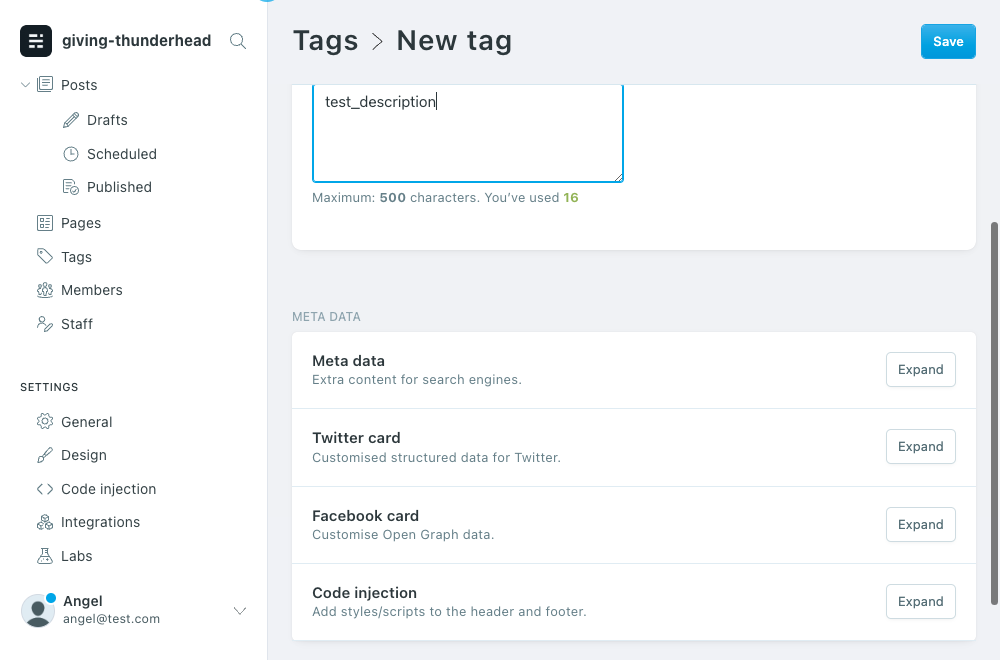 giving-thunderhead
Posts
Drafts
Scheduled
Published
Pages
Tags
Members
Staff
SETTINGS
General
Design
Code injection
Integrations
Labs
Angel
angel@test.com
Tags > New tag
Save
test_description
Maximum: 500 characters. You’ve used 16
META DATA
Meta data
Extra content for search engines.
Expand
Twitter card
Customised structured data for Twitter.
Expand
Facebook card
Customise Open Graph data.
Expand
Code injection
Add styles/scripts to the header and footer.
Expand